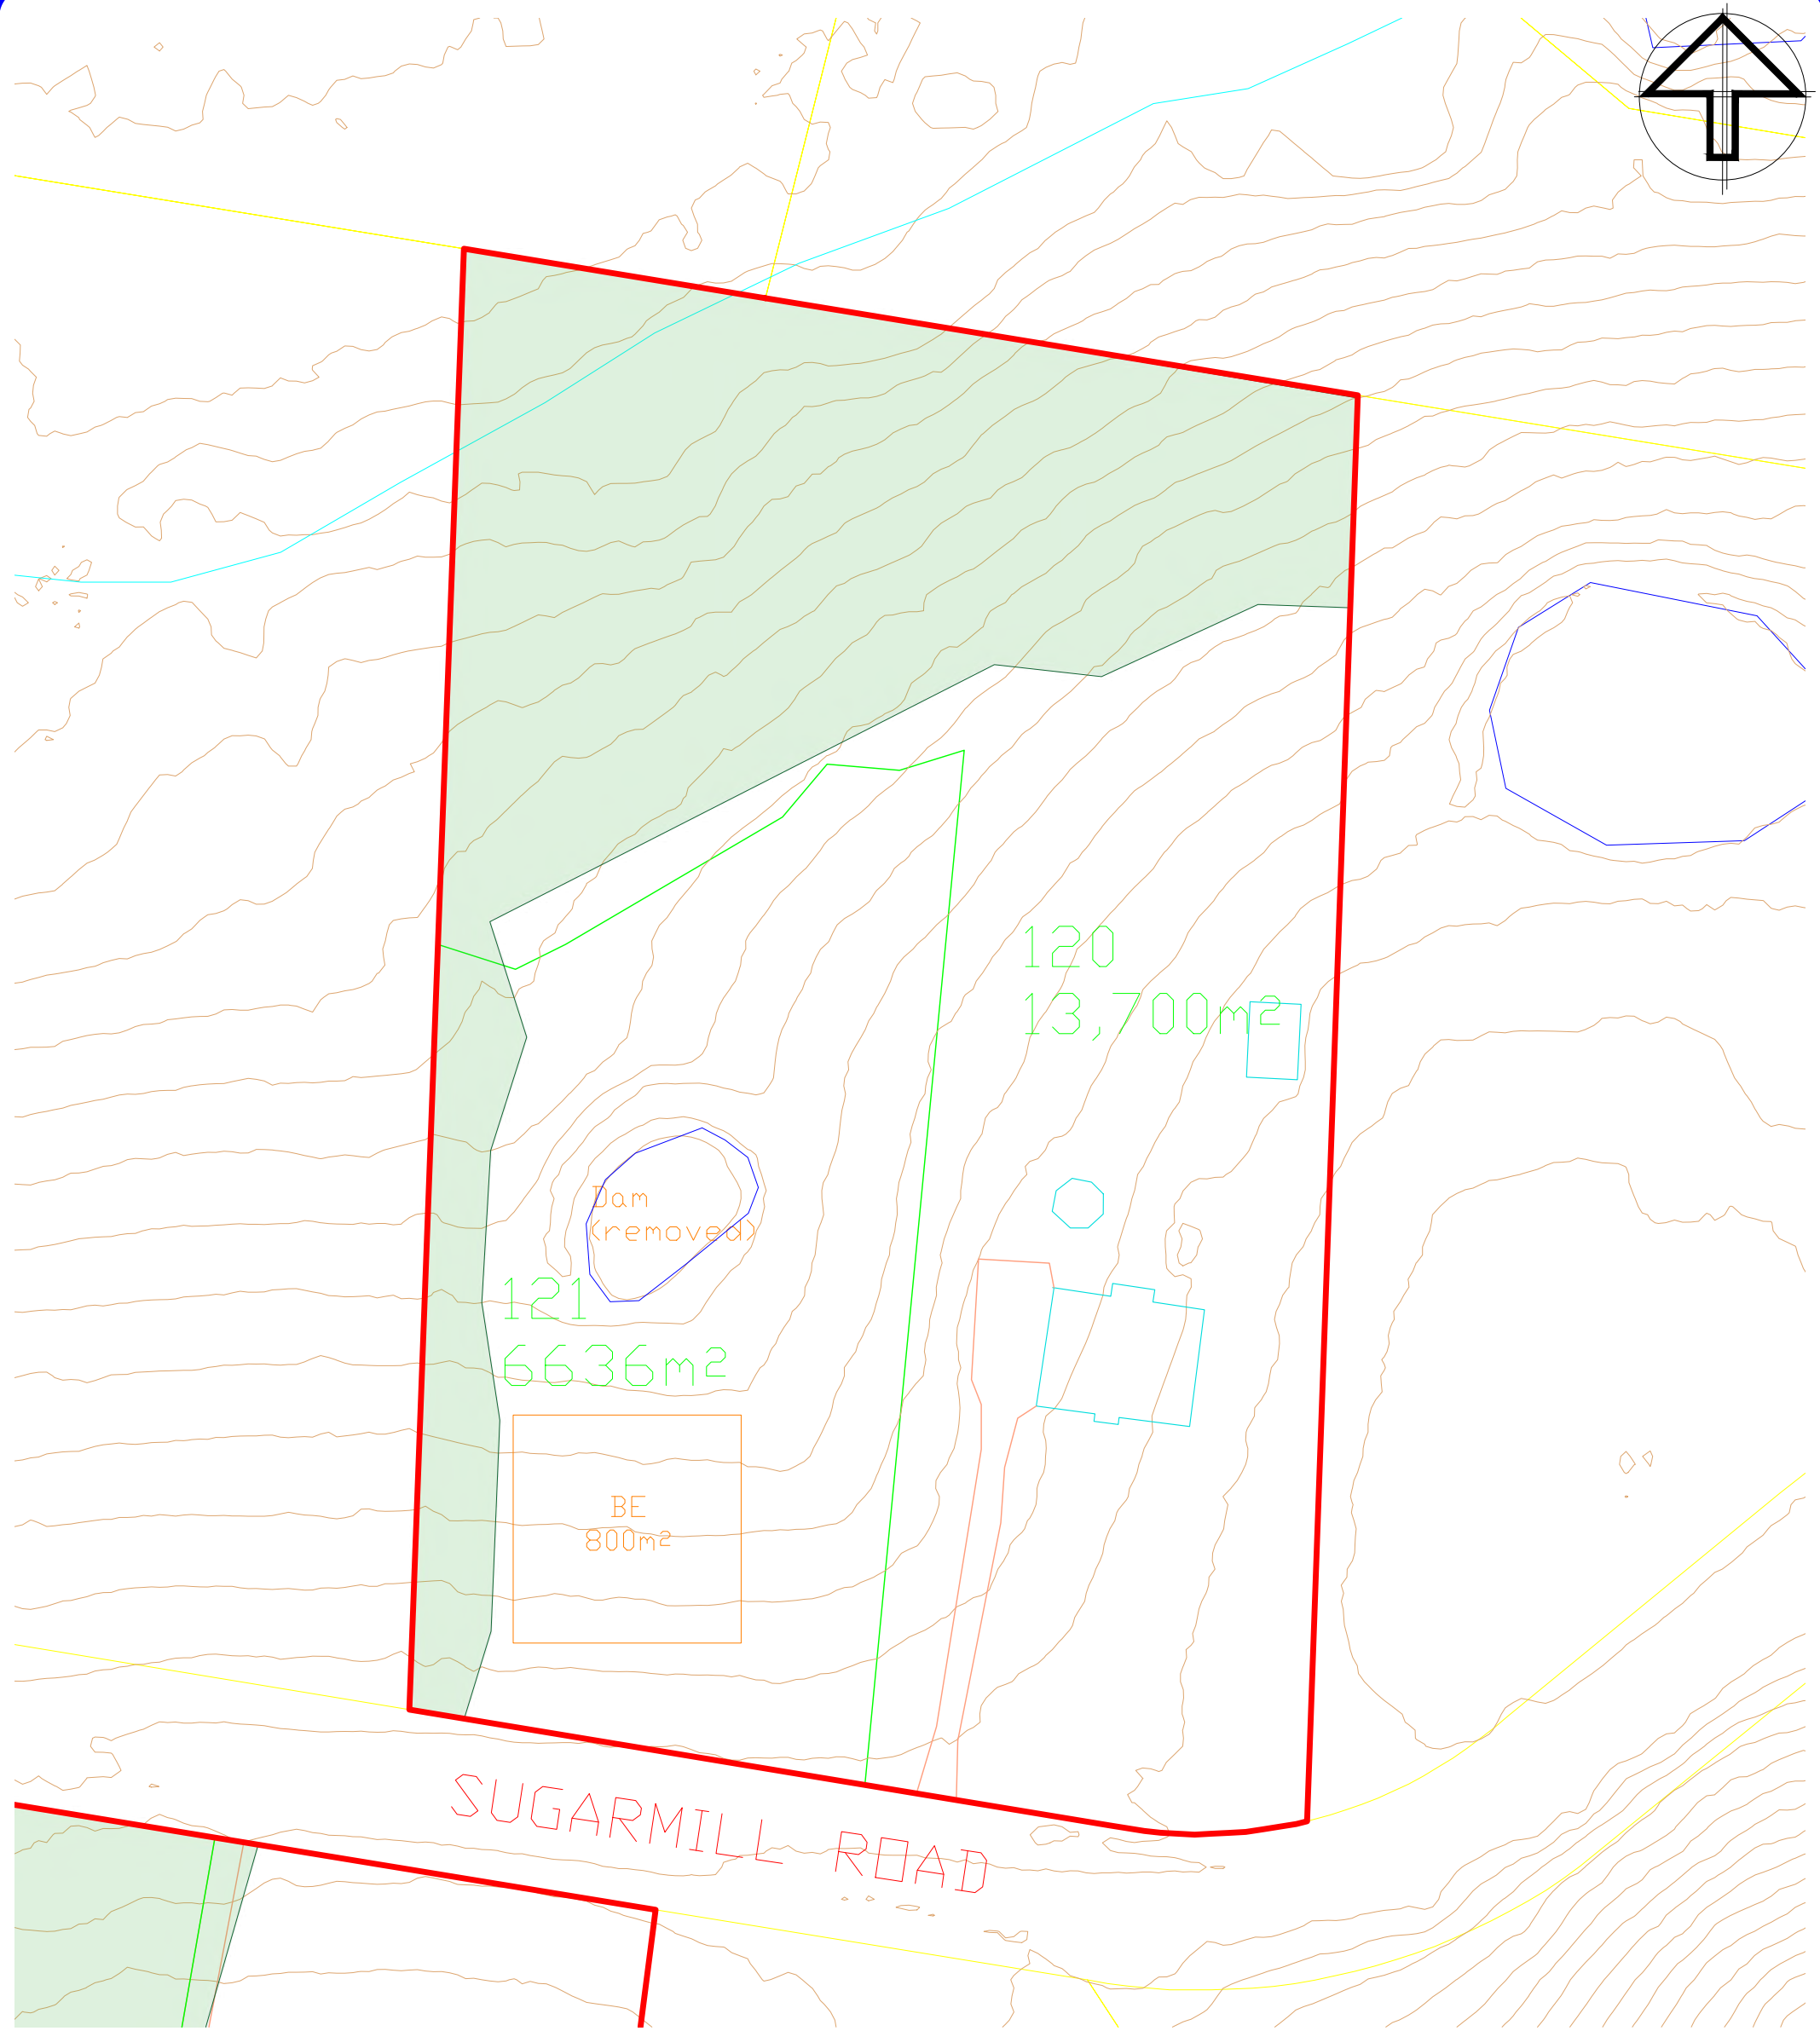 120
13,700m²
Dam
(removed)
121
6636m²
BE
800m²
SUGARMILL ROAD